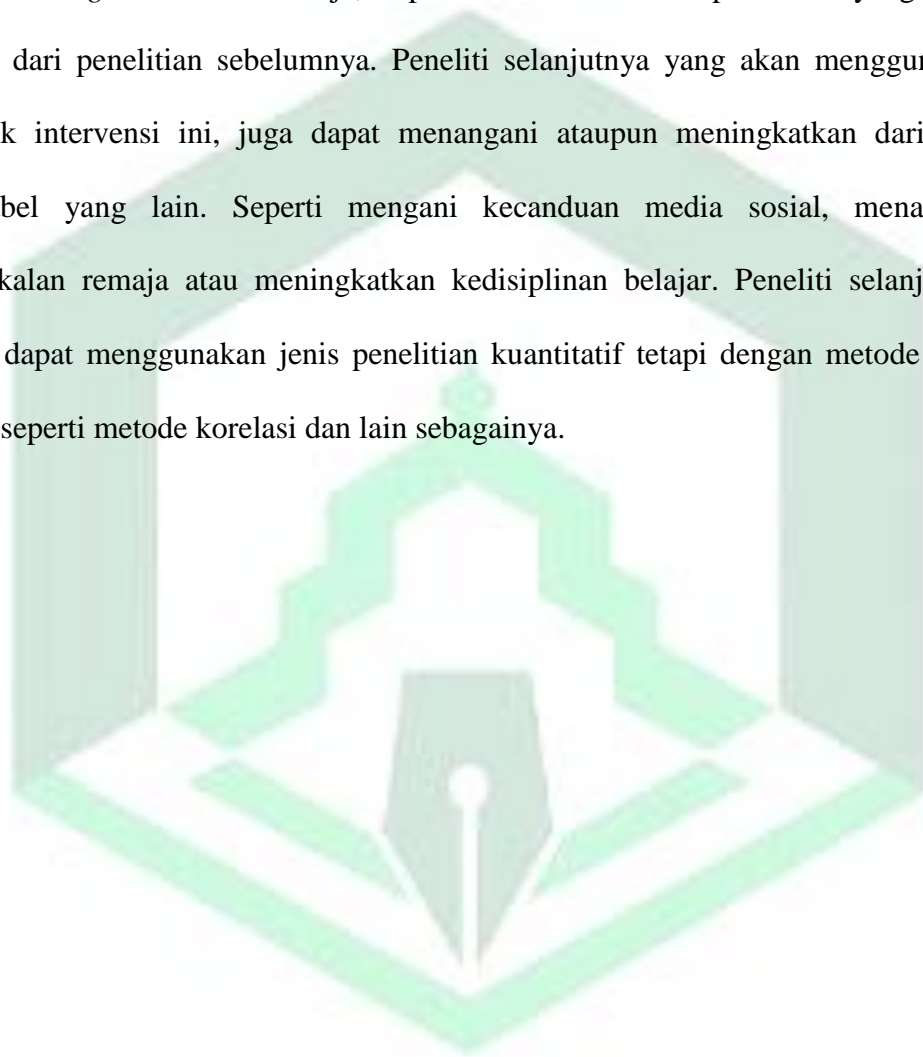 dari penelitian sebelumnya. Peneliti selanjutnya yang akan menggu
k intervensi ini, juga dapat menangani ataupun meningkatkan dari
bel yang lain. Seperti mengani kecanduan media sosial, mena
kalan remaja atau meningkatkan kedisiplinan belajar. Peneliti selanj
dapat menggunakan jenis penelitian kuantitatif tetapi dengan metode
seperti metode korelasi dan lain sebagainya.